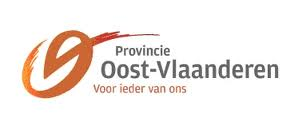 Provincie
Oost-Vlaanderen
Voor ieder van ons